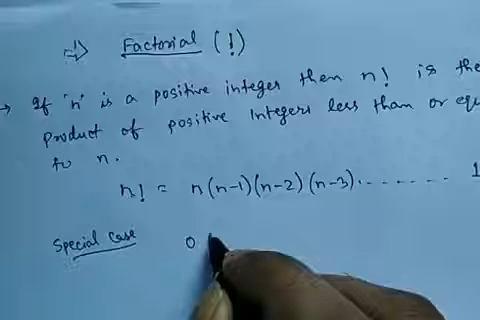 ⇒ Factorial (!)
→ If 'n' is a positive integer then n! is the
product of positive Integers less than or equ
to n.
n! = n(n-1)(n-2)(n-3)........ 1
Special case 0